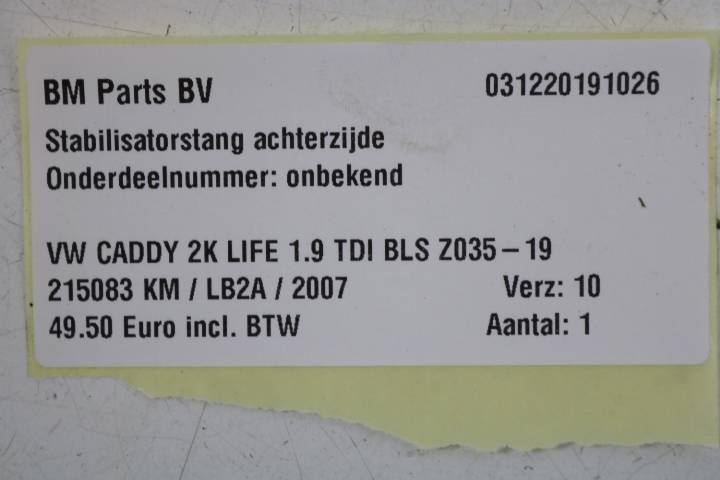 BM Parts BV 031220191026
Stabilisatorstang achterzijde
Onderdeelnummer: onbekend
VW CADDY 2K LIFE 1.9 TDI BLS Z035-19
215083 KM / LB2A / 2007 Verz: 10
49.50 Euro incl. BTW Aantal: 1